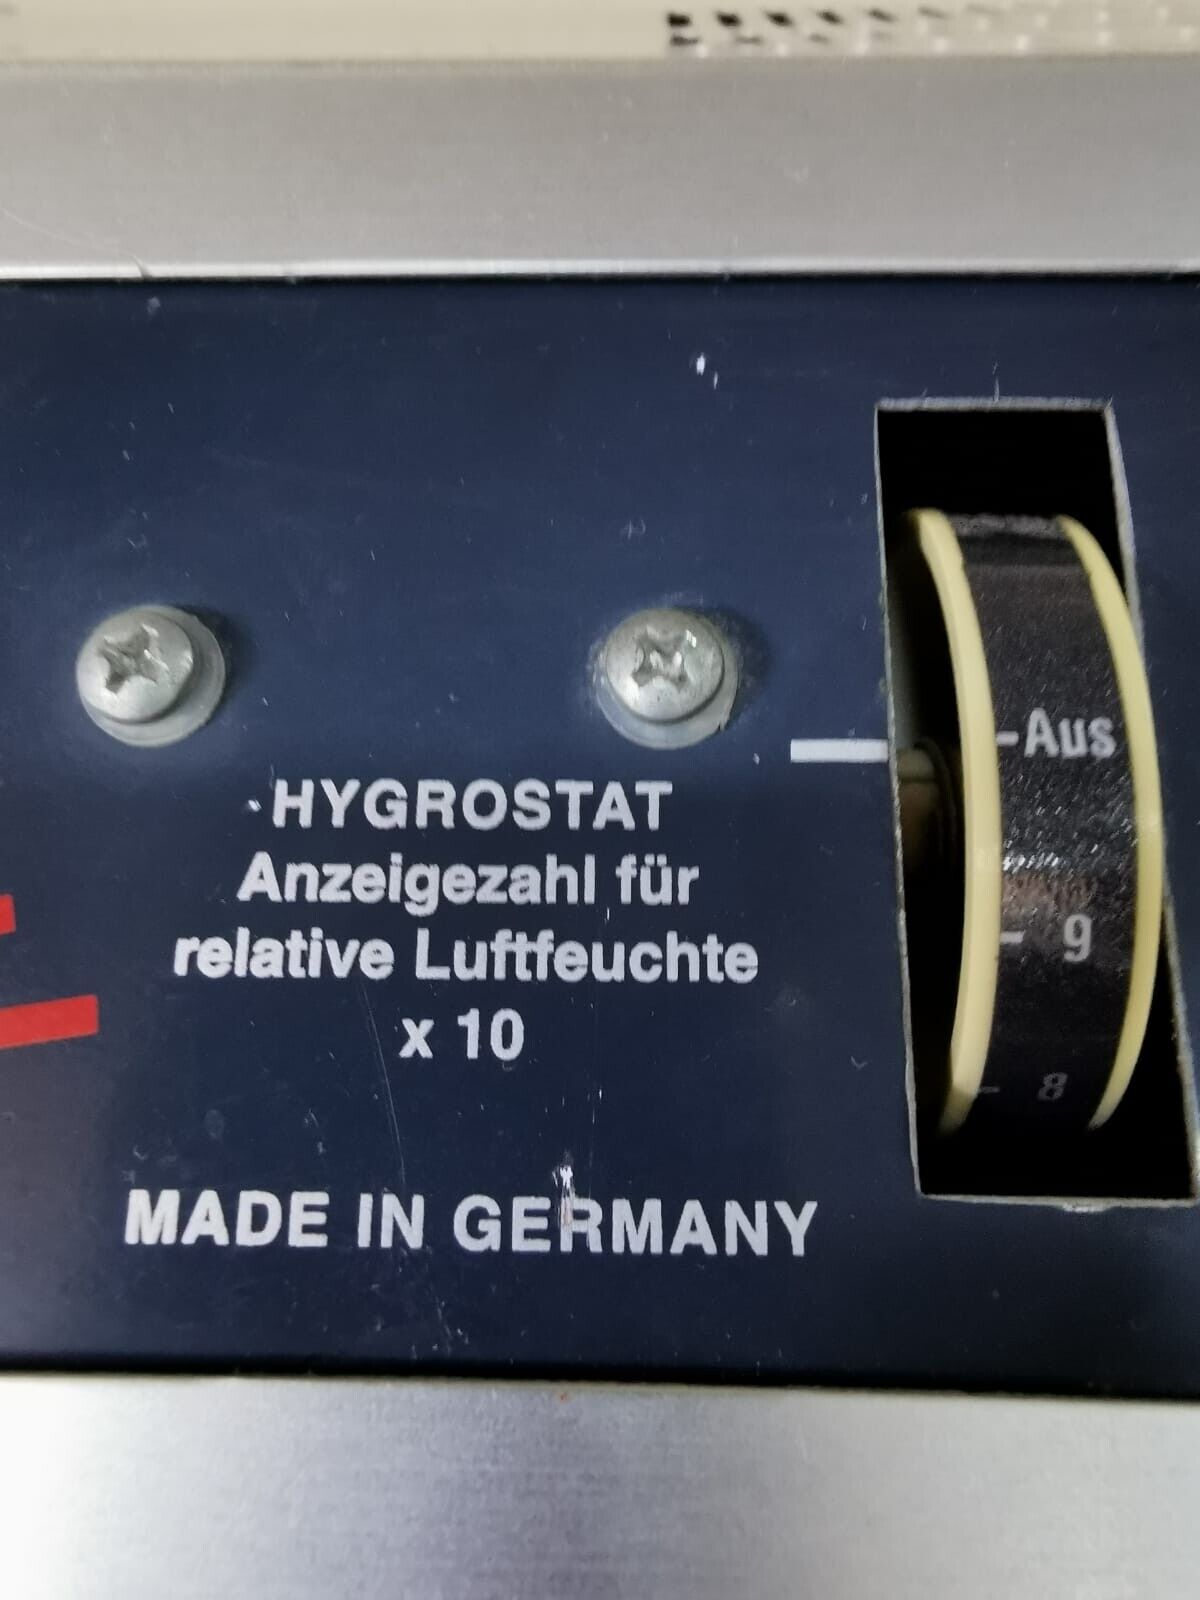 HYGROSTAT
Anzeigezahl für
relative Luftfeuchte
x 10
MADE IN GERMANY
-Aus
- 9
- 8